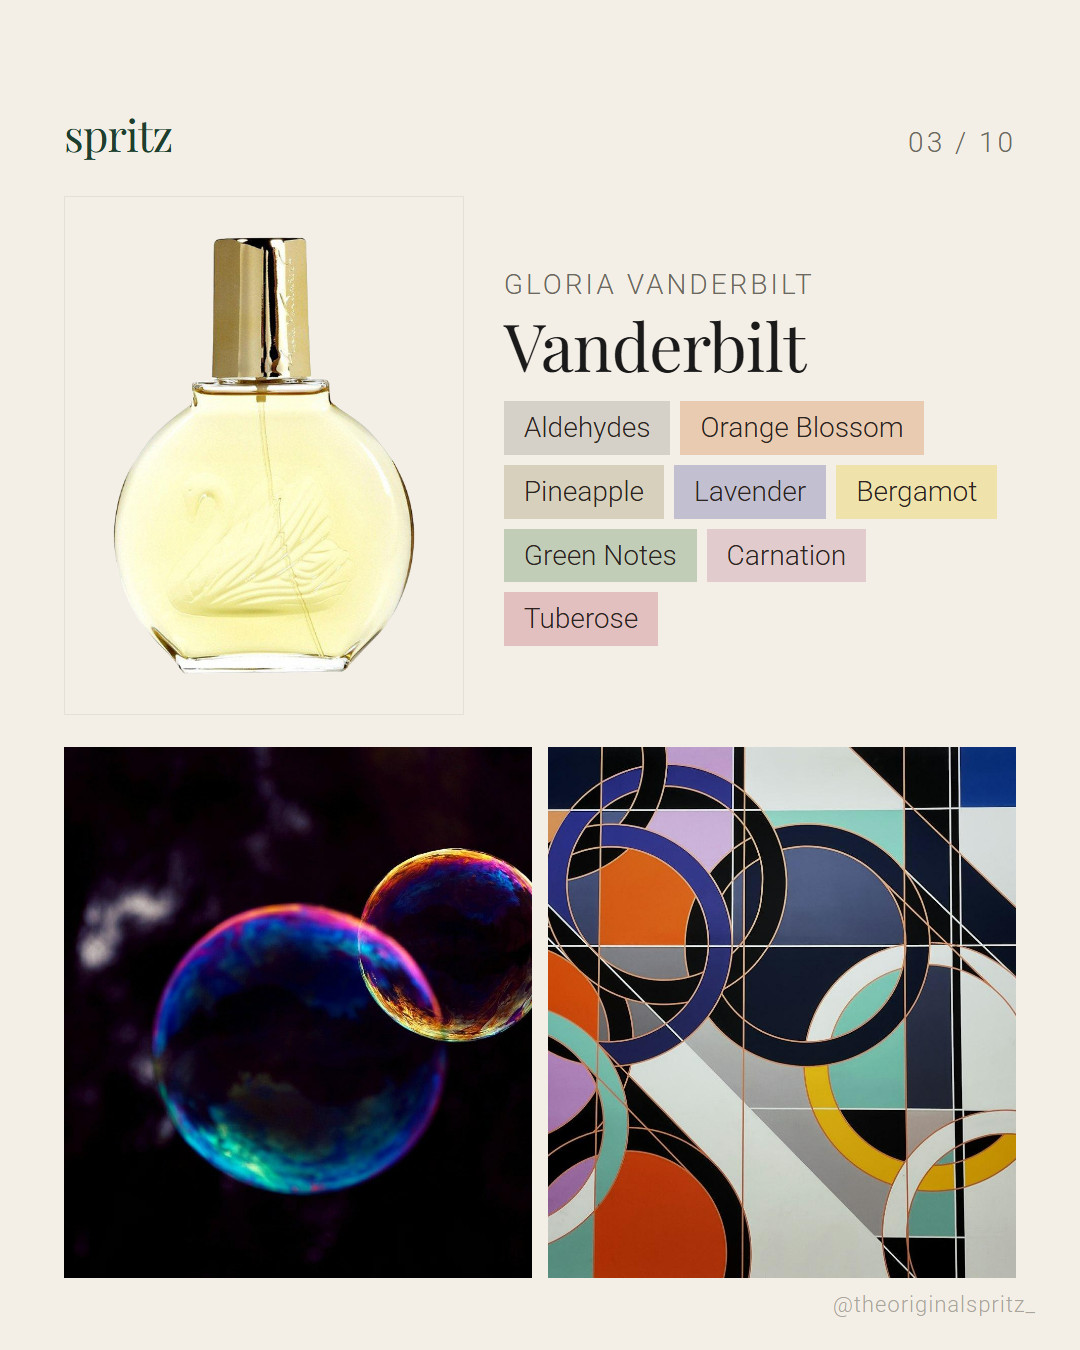 spritz
03 / 10
GLORIA VANDERBILT
Vanderbilt
Aldehydes Orange Blossom
Pineapple Lavender Bergamot
Green Notes Carnation
Tuberose
@theoriginalspritz_